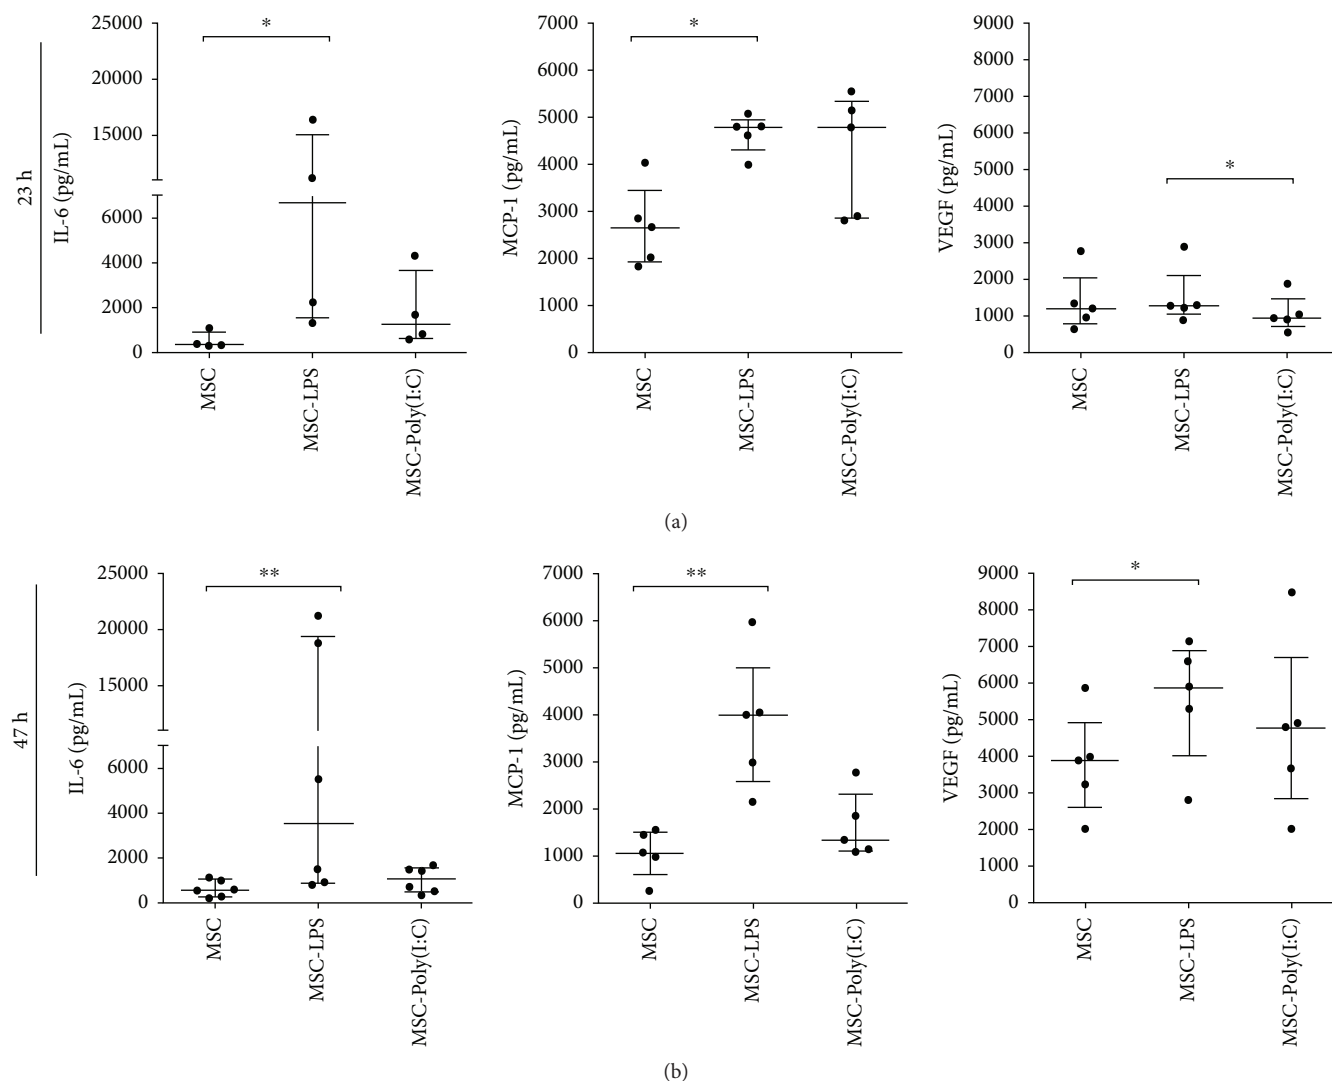 23 h
IL-6 (pg/mL)
25000
20000
15000
6000
4000
2000
0
*
MSC
MSC-LPS
MSC-Poly(I:C)
MCP-1 (pg/mL)
7000
6000
5000
4000
3000
2000
1000
0
*
MSC
MSC-LPS
MSC-Poly(I:C)
VEGF (pg/mL)
9000
8000
7000
6000
5000
4000
3000
2000
1000
0
*
MSC
MSC-LPS
MSC-Poly(I:C)
(a)
47 h
IL-6 (pg/mL)
25000
20000
15000
6000
4000
2000
0
**
MSC
MSC-LPS
MSC-Poly(I:C)
MCP-1 (pg/mL)
7000
6000
5000
4000
3000
2000
1000
0
**
MSC
MSC-LPS
MSC-Poly(I:C)
VEGF (pg/mL)
9000
8000
7000
6000
5000
4000
3000
2000
1000
0
*
MSC
MSC-LPS
MSC-Poly(I:C)
(b)